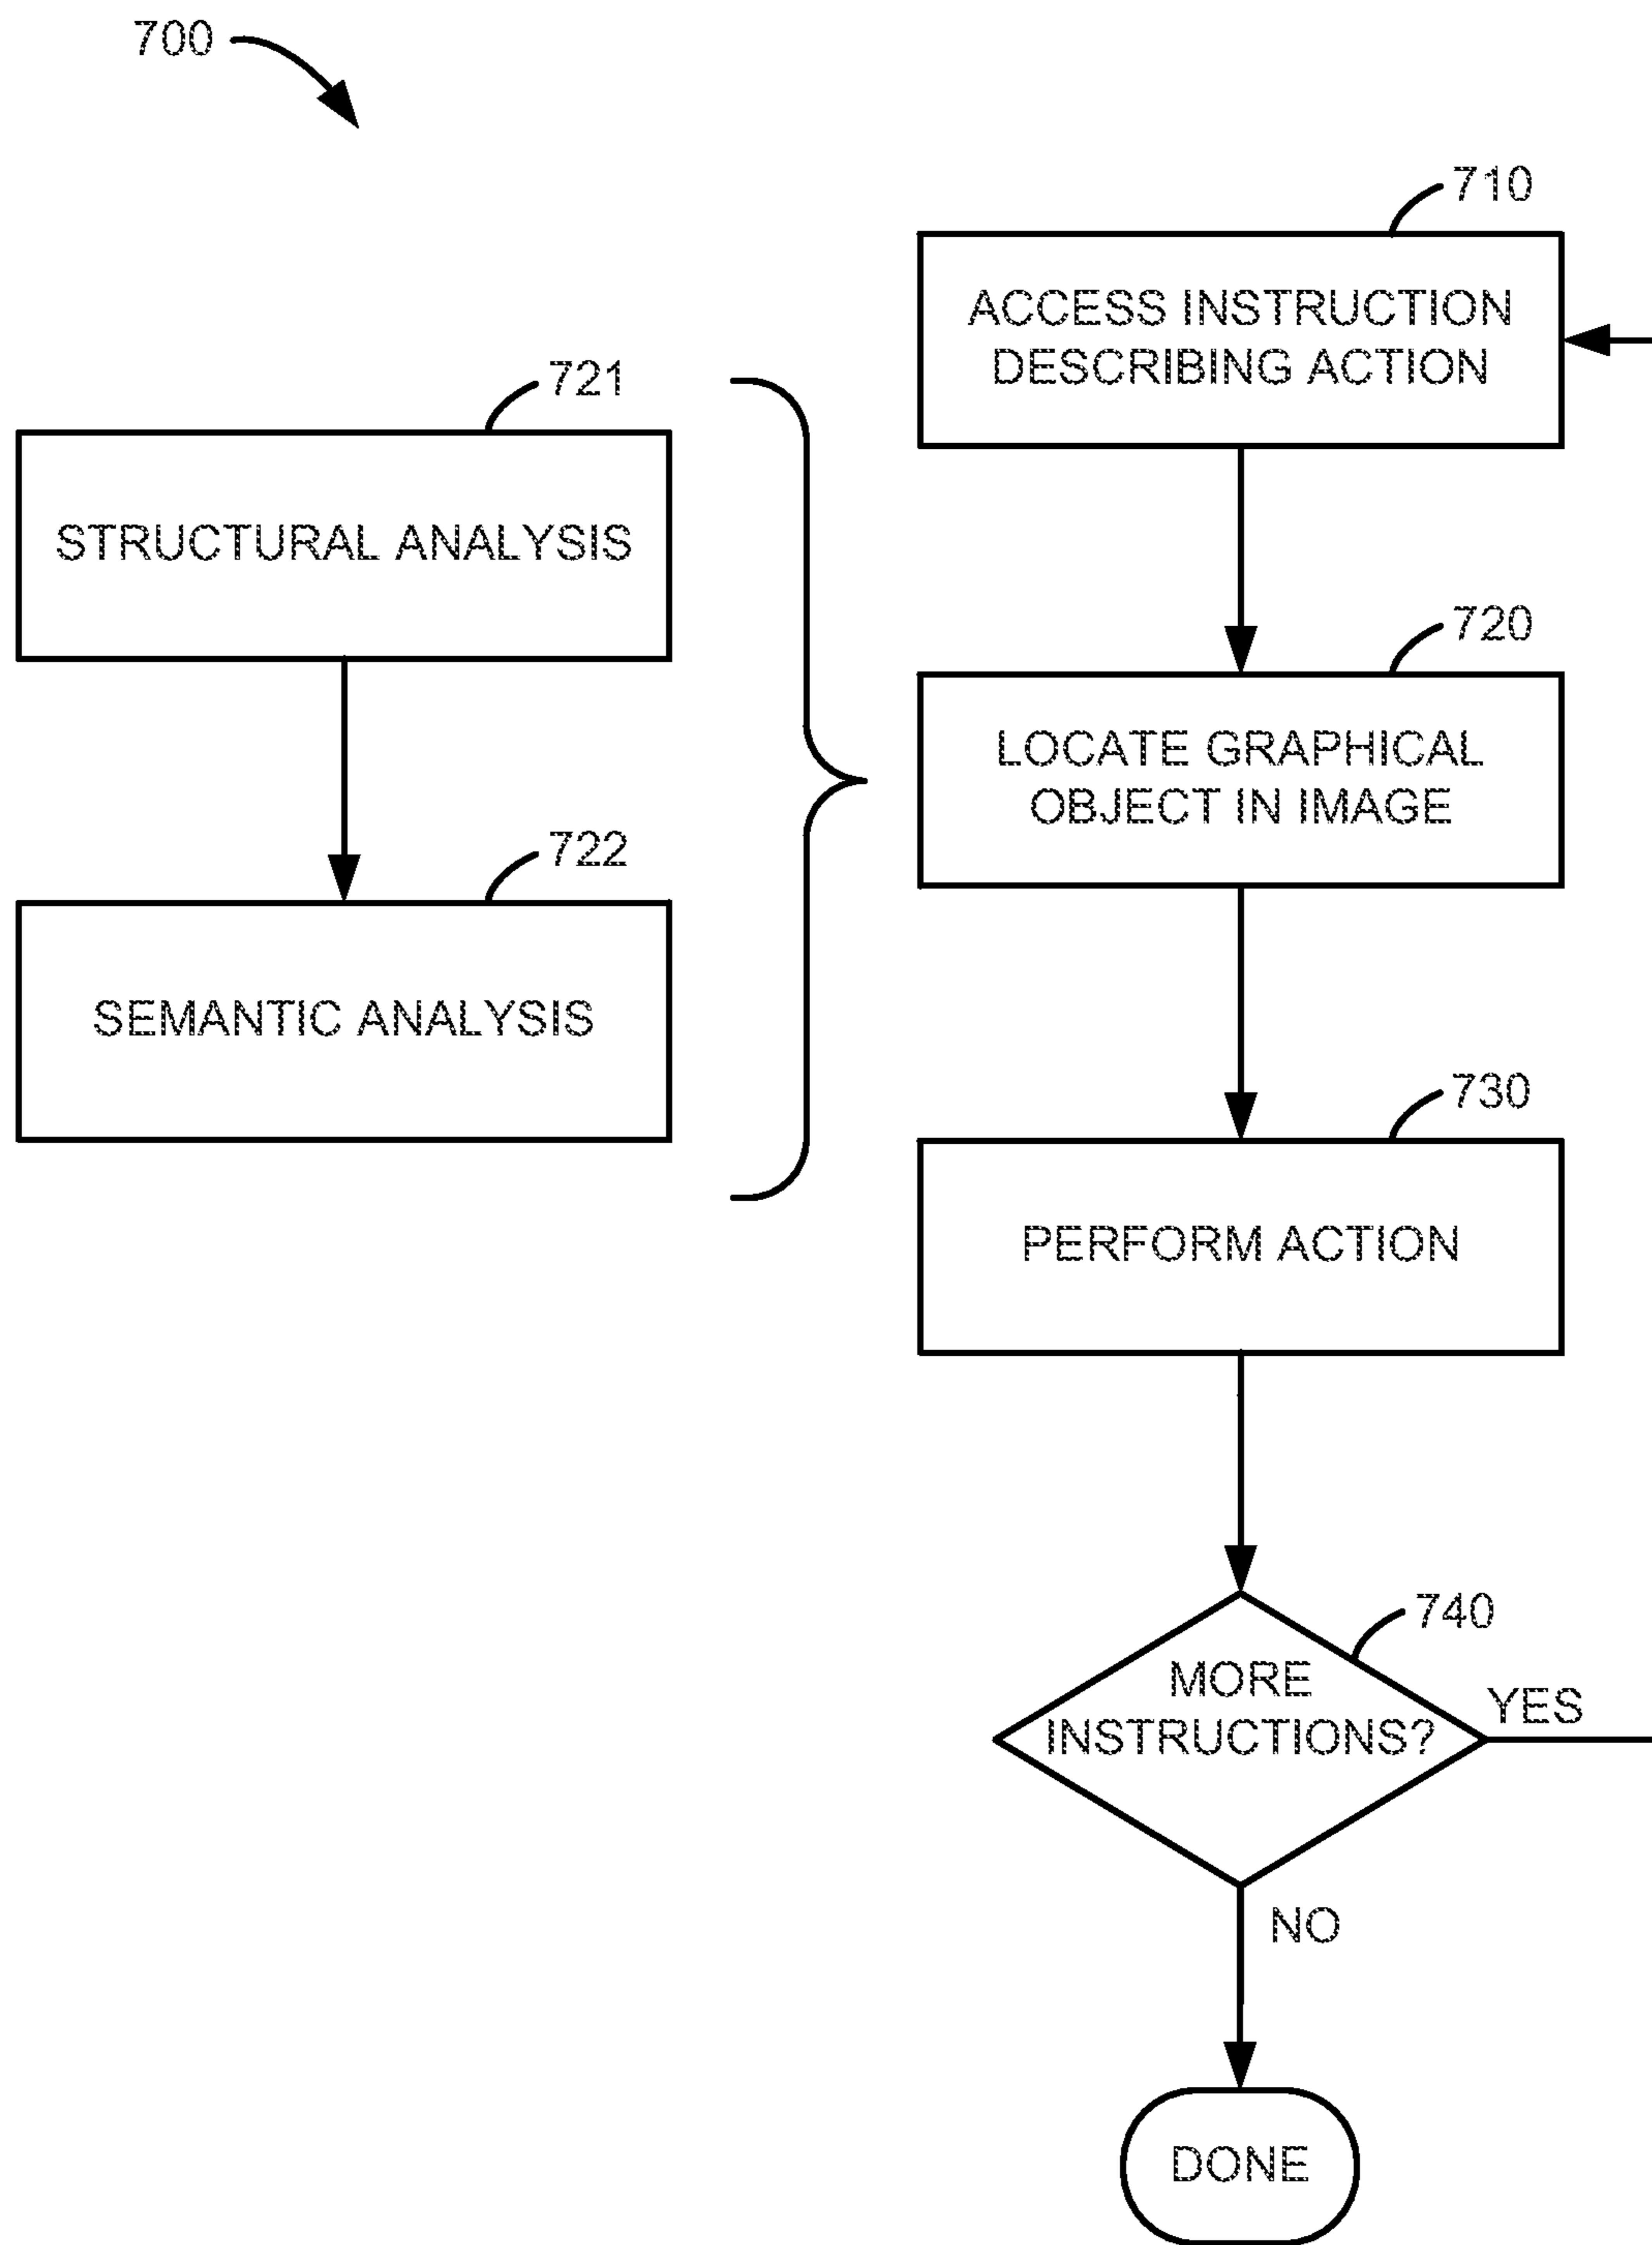 700
710
ACCESS INSTRUCTION
DESCRIBING ACTION
721
STRUCTURAL ANALYSIS
720
LOCATE GRAPHICAL
OBJECT IN IMAGE
722
SEMANTIC ANALYSIS
730
PERFORM ACTION
740
MORE
INSTRUCTIONS?
YES
NO
DONE